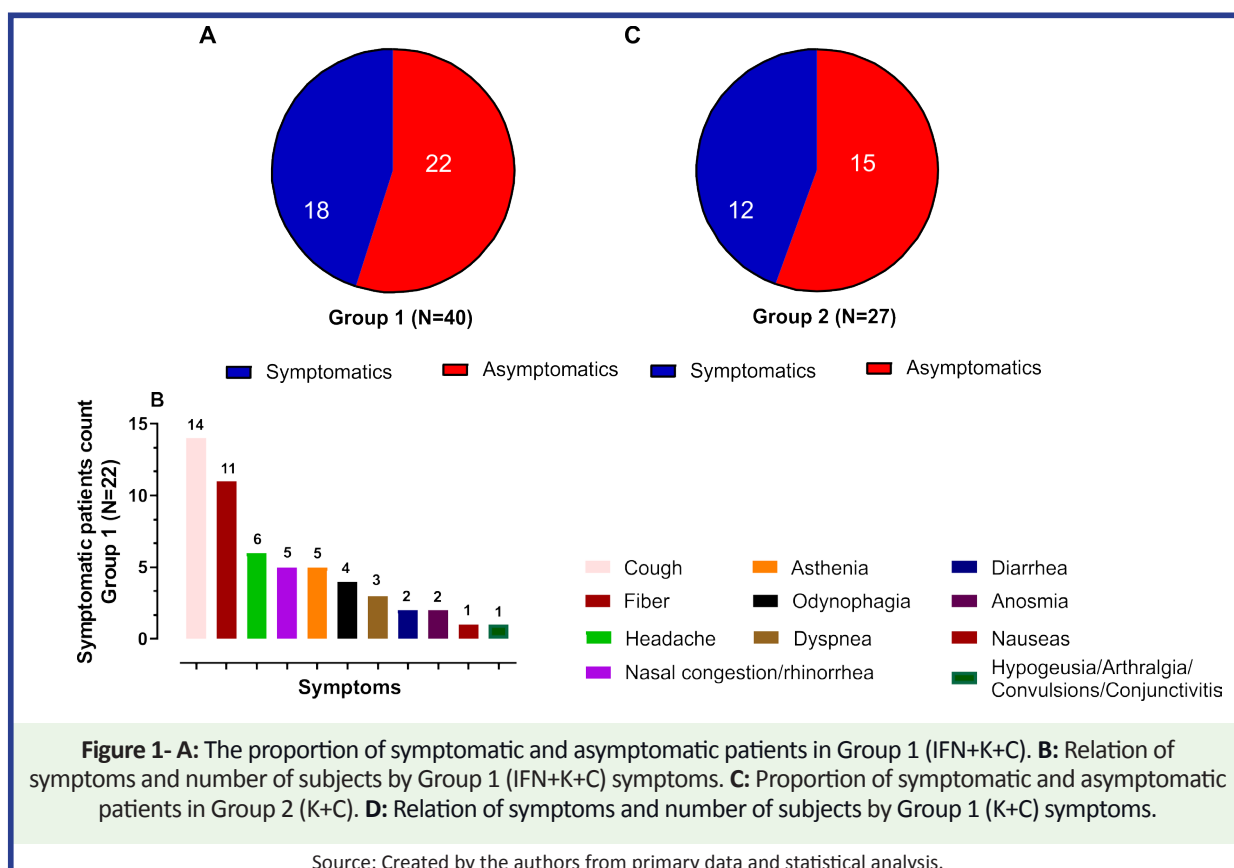 A
C
22
18
15
12
Group 1 (N=40)
Group 2 (N=27)
Symptomatics
Asymptomatics
Symptomatics
Asymptomatics
B
Symptomatic patients count
Group 1 (N=22)
15
10
5
0
14
11
6
5
5
4
3
2
2
1
1
Symptoms
Cough
Fiber
Headache
Nasal congestion/rhinorrhea
Asthenia
Odynophagia
Dyspnea
Diarrhea
Anosmia
Nauseas
Hypogeusia/Arthralgia/
Convulsions/Conjunctivitis
Figure 1- A: The proportion of symptomatic and asymptomatic patients in Group 1 (IFN+K+C). B: Relation of
symptoms and number of subjects by Group 1 (IFN+K+C) symptoms. C: Proportion of symptomatic and asymptomatic
patients in Group 2 (K+C). D: Relation of symptoms and number of subjects by Group 1 (K+C) symptoms.
Source: Created by the authors from primary data and statistical analysis.